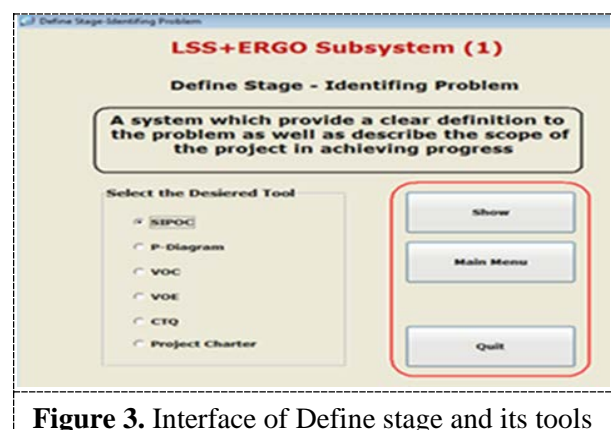 Define Stage-Identifing Problem
LSS+ERGO Subsystem (1)
Define Stage - Identifing Problem
A system which provide a clear definition to
the problem as well as describe the scope of
the project in achieving progress
Select the Desiered Tool
SIPOC
P-Diagram
VOC
VOE
CTQ
Project Charter
Show
Main Menu
Quit
Figure 3. Interface of Define stage and its tools